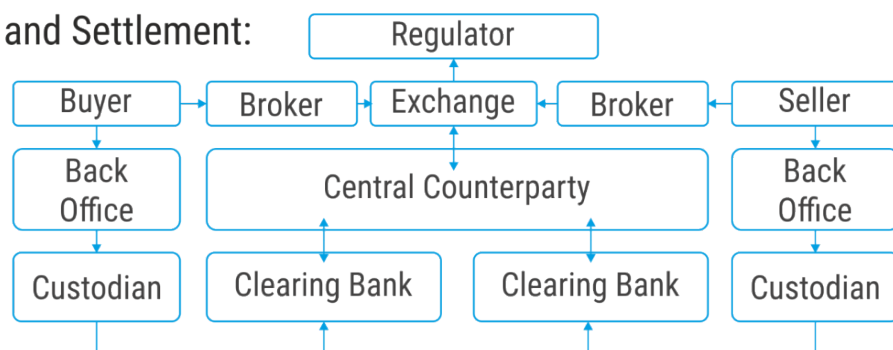 and Settlement:
Regulator
Buyer
Broker
Exchange
Broker
Seller
Back
Office
Central Counterparty
Back
Office
Custodian
Clearing Bank
Clearing Bank
Custodian